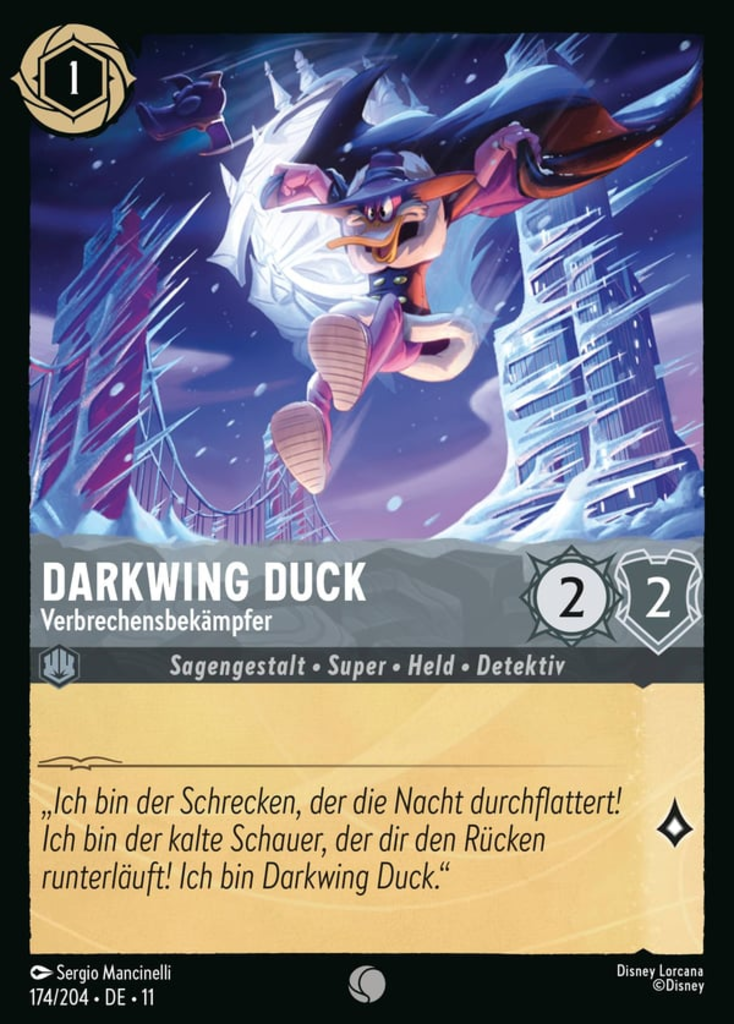 1
DARKWING DUCK
Verbrechensbekämpfer
2
2
Sagengestalt • Super • Held • Detektiv
„Ich bin der Schrecken, der die Nacht durchflattert!
Ich bin der kalte Schauer, der dir den Rücken
runterläuft! Ich bin Darkwing Duck.“
Sergio Mancinelli
174/204 • DE • 11
Disney Lorcana
©Disney